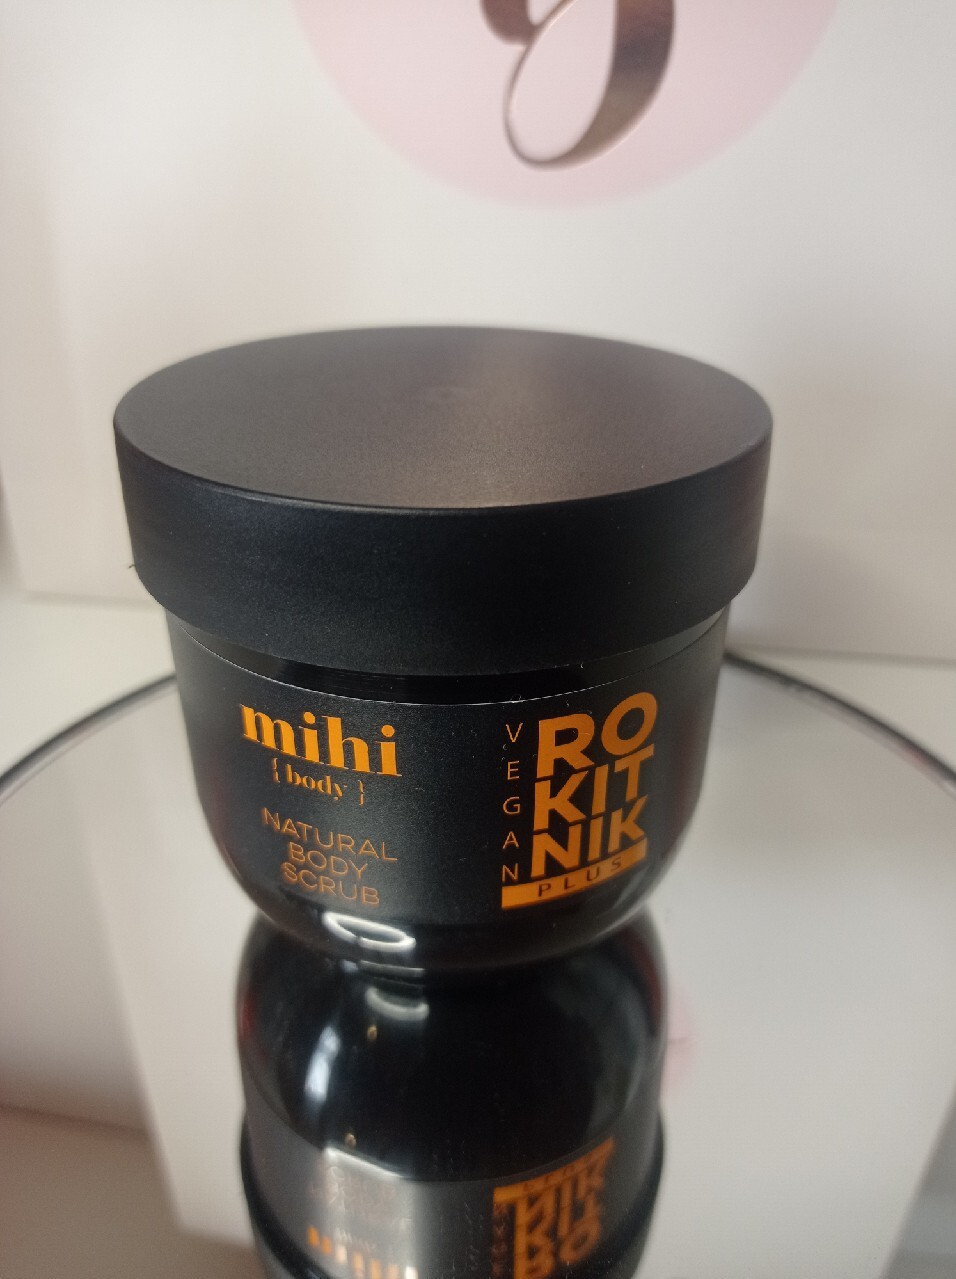 mihi
{ body }
NATURAL
BODY
SCRUB
VEGAN
RO
KIT
NIK
PLUS